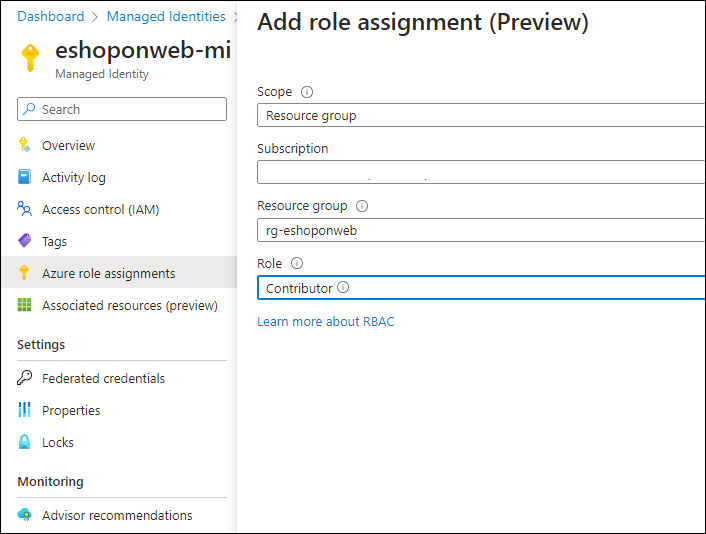 Dashboard > Managed Identities >
eshoponweb-mi
Managed Identity
Search
Overview
Activity log
Access control (IAM)
Tags
Azure role assignments
Associated resources (preview)
Settings
Federated credentials
Properties
Locks
Monitoring
Advisor recommendations
Add role assignment (Preview)
Scope
Resource group
Subscription
Resource group
rg-eshoponweb
Role
Contributor
Learn more about RBAC